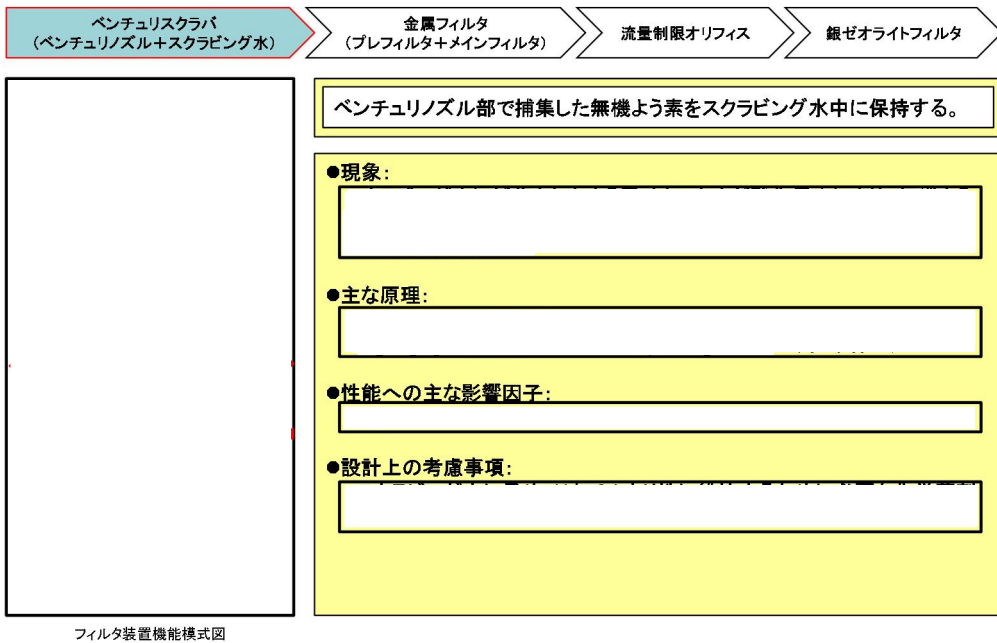 ベンチュリスクラバ
(ベンチュリノズル+スクラビング水)
金属フィルタ
(プレフィルタ+メインフィルタ)
流量制限オリフィス
銀ゼオライトフィルタ
ベンチュリノズル部で捕集した無機よう素をスクラビング水中に保持する。
●現象:
●主な原理:
●性能への主な影響因子:
●設計上の考慮事項:
フィルタ装置機能模式図